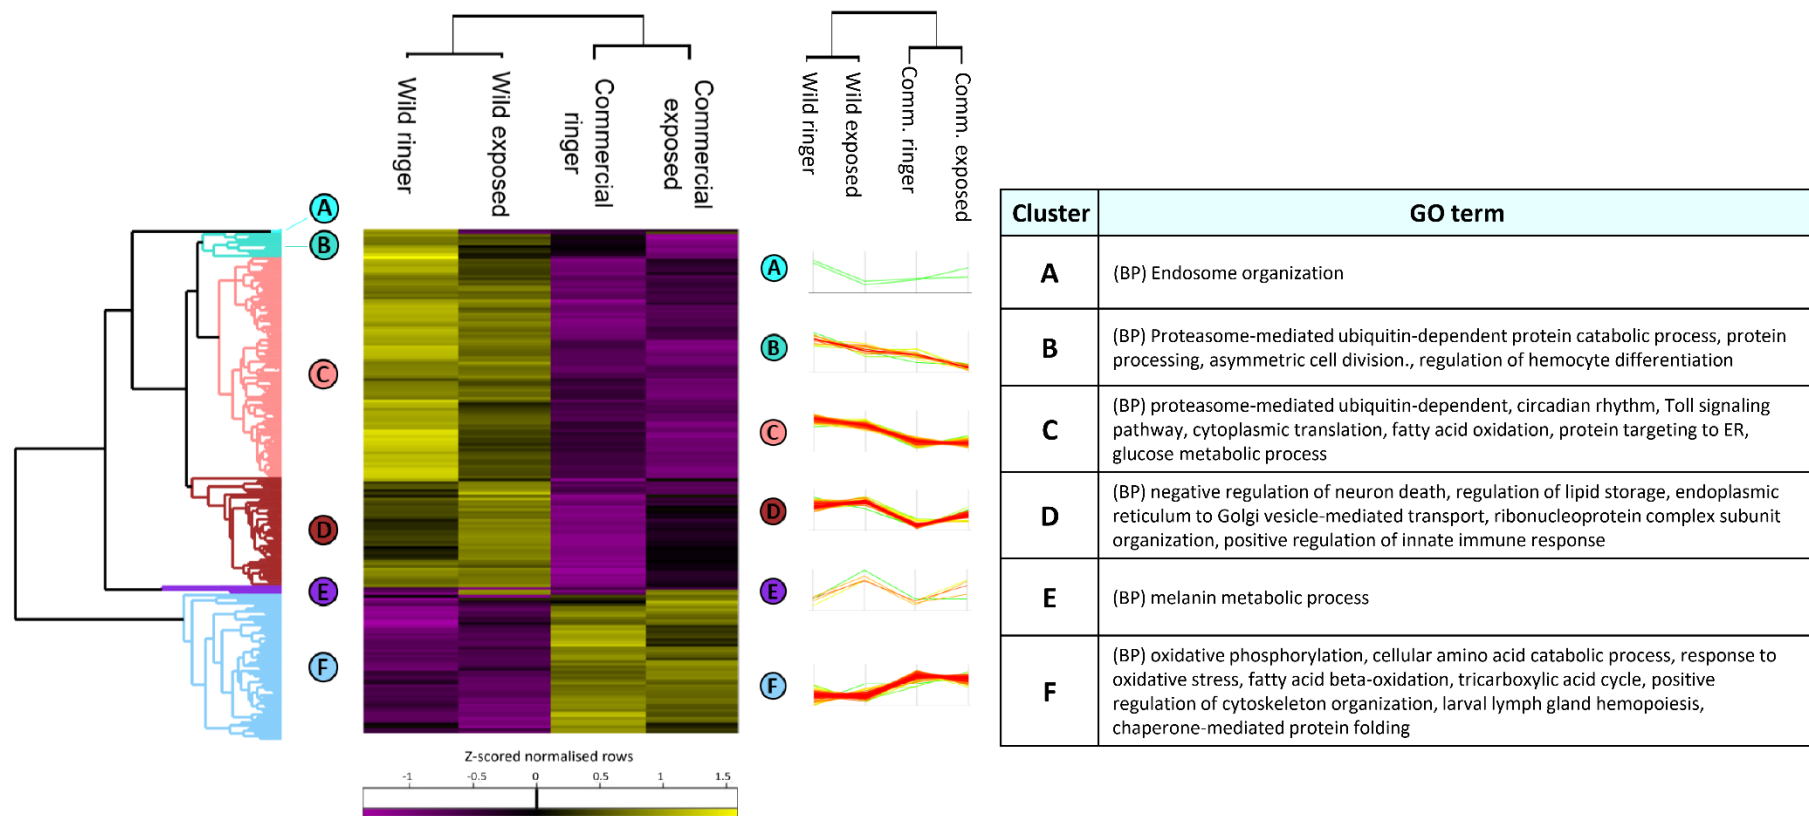 Wild ringer
Wild exposed
Commercial
ringer
Commercial
exposed
Wild ringer
Wild exposed
Comm. ringer
Comm. exposed
A
B
C
D
E
F
A
B
C
D
E
F
Z-scored normalised rows
-1 -0.5 0 0.5 1 1.5
Cluster GO term
A (BP) Endosome organization
B
(BP) Proteasome-mediated ubiquitin-dependent protein catabolic process, protein
processing, asymmetric cell division., regulation of hemocyte differentiation
C
(BP) proteasome-mediated ubiquitin-dependent, circadian rhythm, Toll signaling
pathway, cytoplasmic translation, fatty acid oxidation, protein targeting to ER,
glucose metabolic process
D
(BP) negative regulation of neuron death, regulation of lipid storage, endoplasmic
reticulum to Golgi vesicle-mediated transport, ribonucleoprotein complex subunit
organization, positive regulation of innate immune response
E (BP) melanin metabolic process
F
(BP) oxidative phosphorylation, cellular amino acid catabolic process, response to
oxidative stress, fatty acid beta-oxidation, tricarboxylic acid cycle, positive
regulation of cytoskeleton organization, larval lymph gland hemopoiesis,
chaperone-mediated protein folding